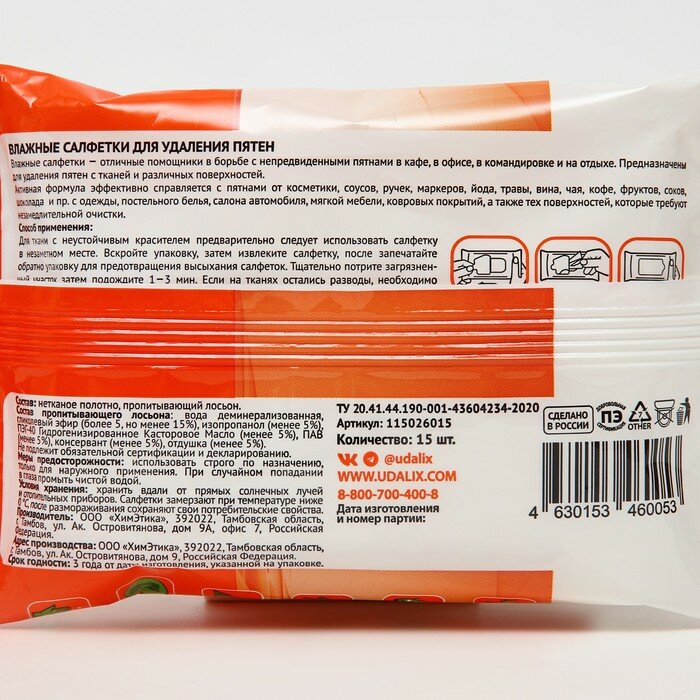 ВЛАЖНЫЕ САЛФЕТКИ ДЛЯ УДАЛЕНИЯ ПЯТЕН
Влажные салфетки — отличные помощники в борьбе с непредвиденными пятнами в кафе, в офисе, в командировке и на отдыхе. Предназначены
для удаления пятен с тканей и различных поверхностей.
Активная формула эффективно справляется с пятнами от косметики, соусов, ручек, маркеров, йода, травы, вина, чая, кофе, фруктов, соков,
шоколада и пр. с одежды, постельного белья, салона автомобиля, мягкой мебели, ковровых покрытий, а также тех поверхностей, которые требуют
незамедлительной очистки.
Способ применения:
Для ткани с неустойчивым красителем предварительно следует использовать салфетку
в незаметном месте. Вскройте упаковку, затем извлеките салфетку, после запечатайте
обратно упаковку для предотвращения высыхания салфеток. Тщательно потрите загрязнен-
ный участок затем подождите 1–3 мин. Если на тканях остались разводы, необходимо
Состав: нетканое полотно, пропитывающий лосьон.
Состав пропитывающего лосьона: вода деминерализованная,
гликолевый эфир (более 5, но менее 15%), изопропанол (менее 5%),
ПЭГ-40 Гидрогенизированное Касторовое Масло (менее 5%), ПАВ
(менее 5%), консервант (менее 5%), отдушка (менее 5%).
Не подлежит обязательной сертификации и декларированию.
Меры предосторожности: использовать строго по назначению,
только для наружного применения. При случайном попадании
в глаза промыть чистой водой.
Условия хранения: хранить вдали от прямых солнечных лучей
и отопительных приборов. Салфетки замерзают при температуре ниже
0 °С, после размораживания сохраняют свои потребительские свойства.
Производитель: ООО «ХимЭтика», 392022, Тамбовская область,
г. Тамбов, ул. Ак. Островитянова, дом 9А, офис 7, Российская
Федерация.
Адрес производства: ООО «ХимЭтика», 392022, Тамбовская область,
г. Тамбов, ул. Ак. Островитянова, дом 9, Российская Федерация.
Срок годности: 3 года от даты изготовления, указанной на упаковке.
ТУ 20.41.44.190-001-43604234-2020
Артикул: 115026015
Количество: 15 шт.
@udalix
WWW.UDALIX.COM
8-800-700-400-8
Дата изготовления
и номер партии:
СДЕЛАНО
В РОССИИ
ДОБРОВОЛЬНАЯ
ПЭ
7
OTHER
4 630153 460053